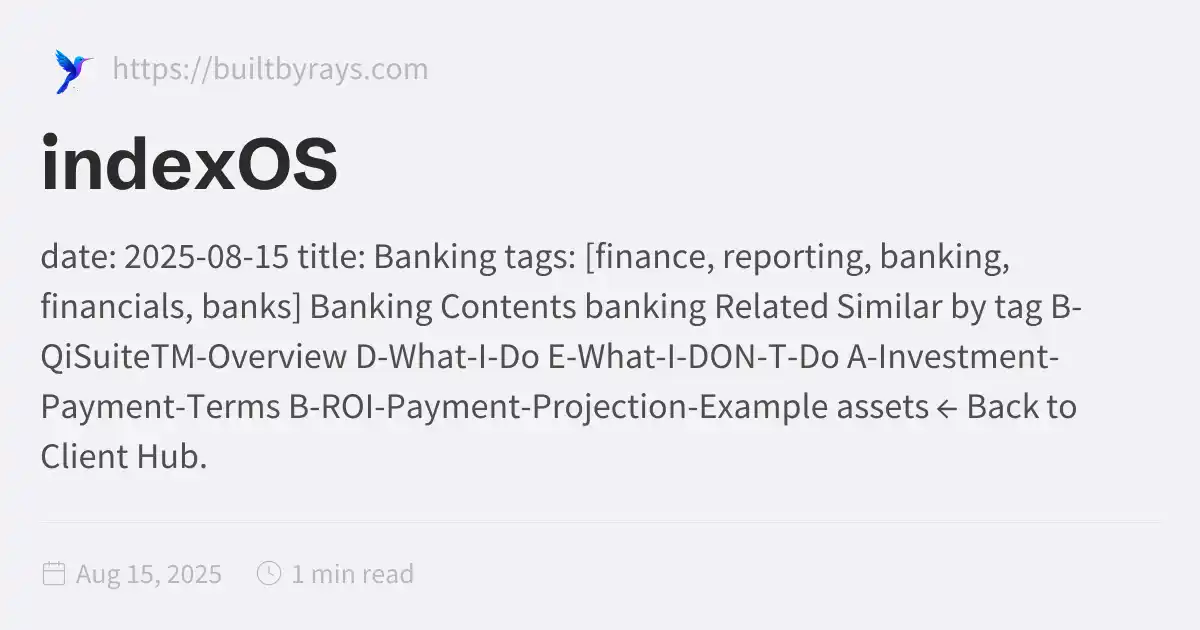 https://builtbyrays.com
indexOS
date: 2025-08-15 title: Banking tags: [finance, reporting, banking,
financials, banks] Banking Contents banking Related Similar by tag B-
QiSuiteTM-Overview D-What-I-Do E-What-I-DON-T-Do A-Investment-
Payment-Terms B-ROI-Payment-Projection-Example assets ← Back to
Client Hub.
Aug 15, 2025 1 min read